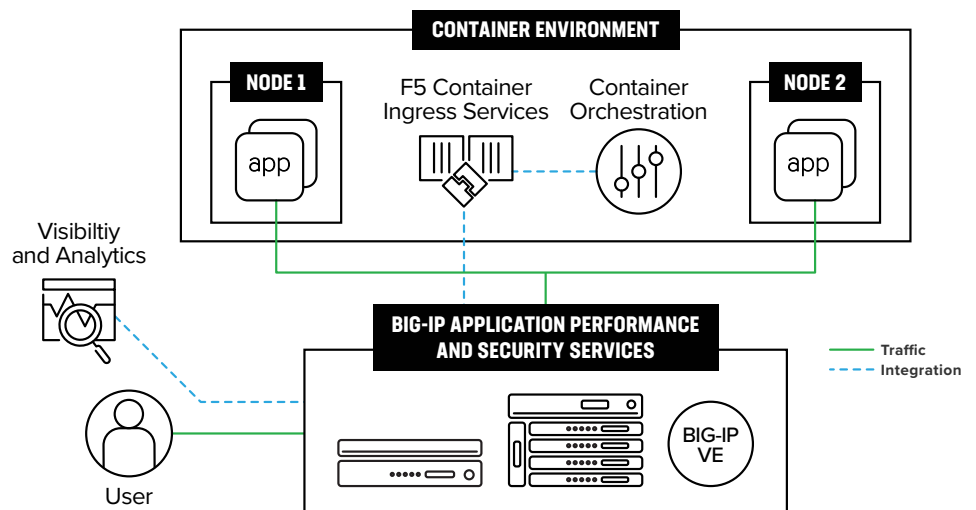 CONTAINER ENVIRONMENT
NODE 1
F5 Container
Ingress Services
Container
Orchestration
NODE 2
app
app
Visibiltiy
and Analytics
BIG-IP APPLICATION PERFORMANCE
AND SECURITY SERVICES
Traffic
Integration
BIG-IP
VE
User